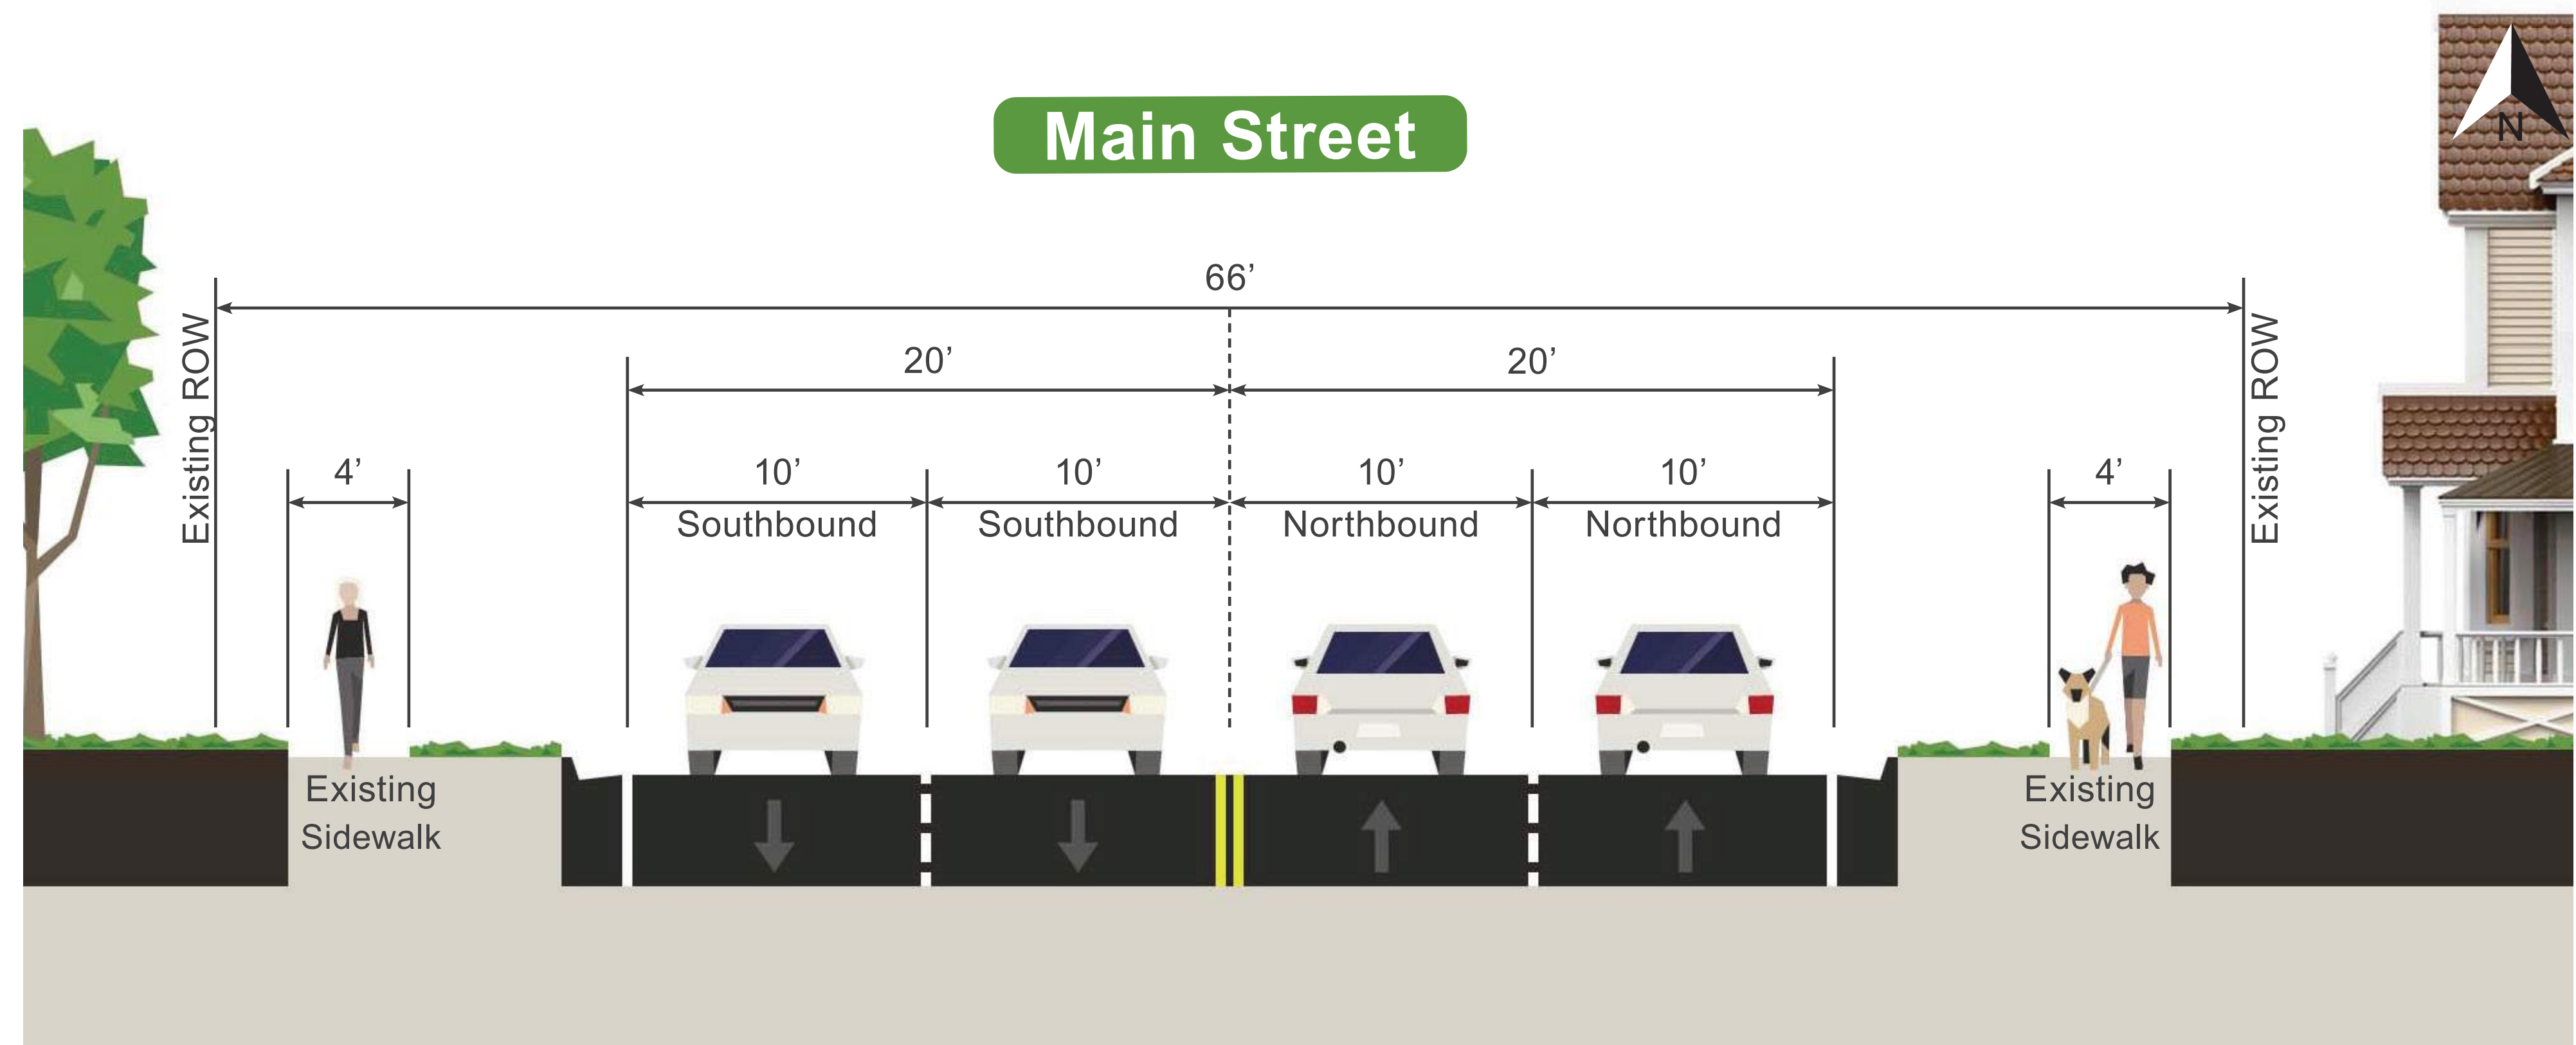 Main Street
N
66’
20’ 20’
Existing ROW
Existing ROW
4’ 10’ 10’ 10’ 10’ 4’
Southbound Southbound Northbound Northbound
Existing
Sidewalk
Existing
Sidewalk